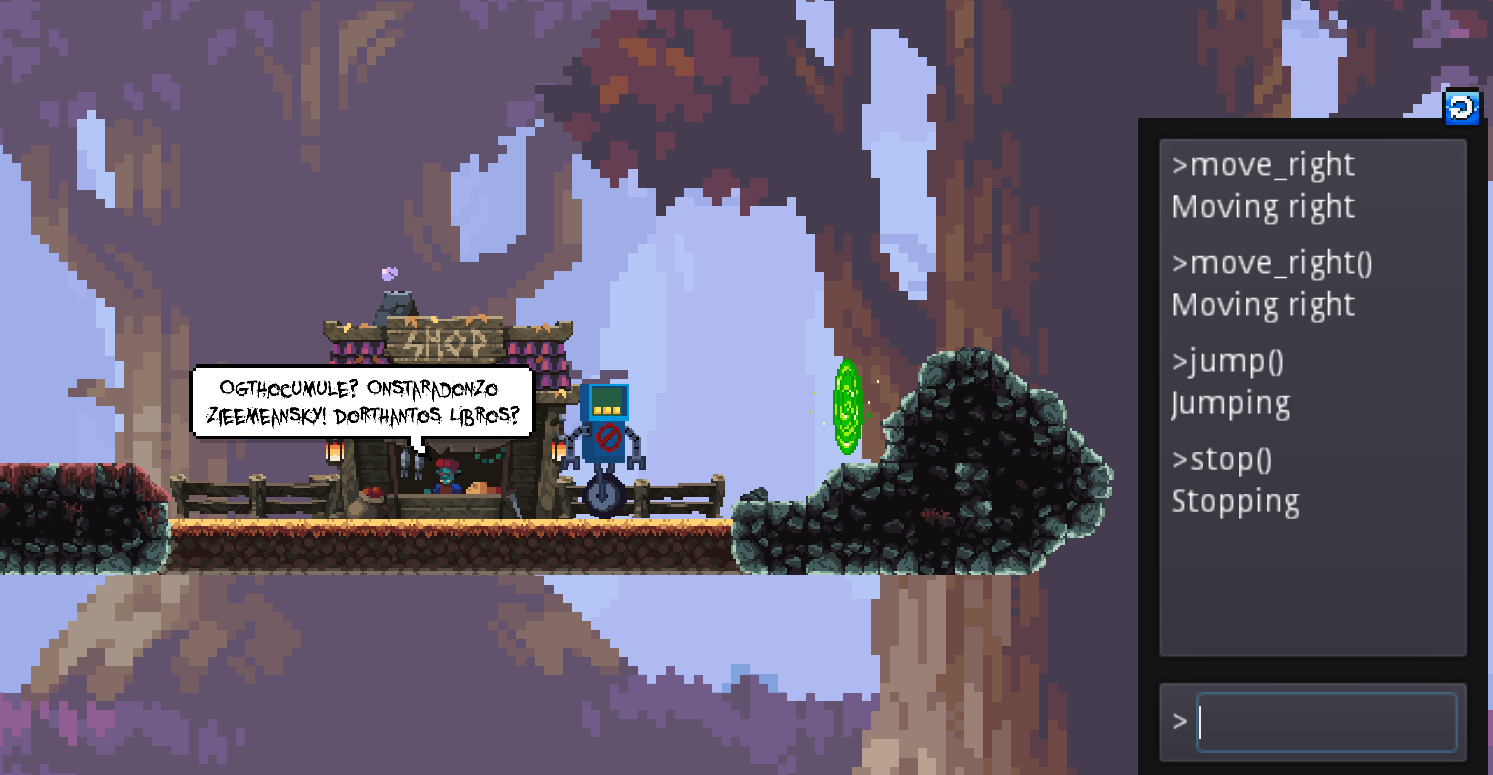 SHOP
OGTHOCUMULE? ONSTARADONZO
ZIEEMEANSKY! DORTHANTOS LIBROS?
>move_right
Moving right
>move_right()
Moving right
>jump()
Jumping
>stop()
Stopping
>